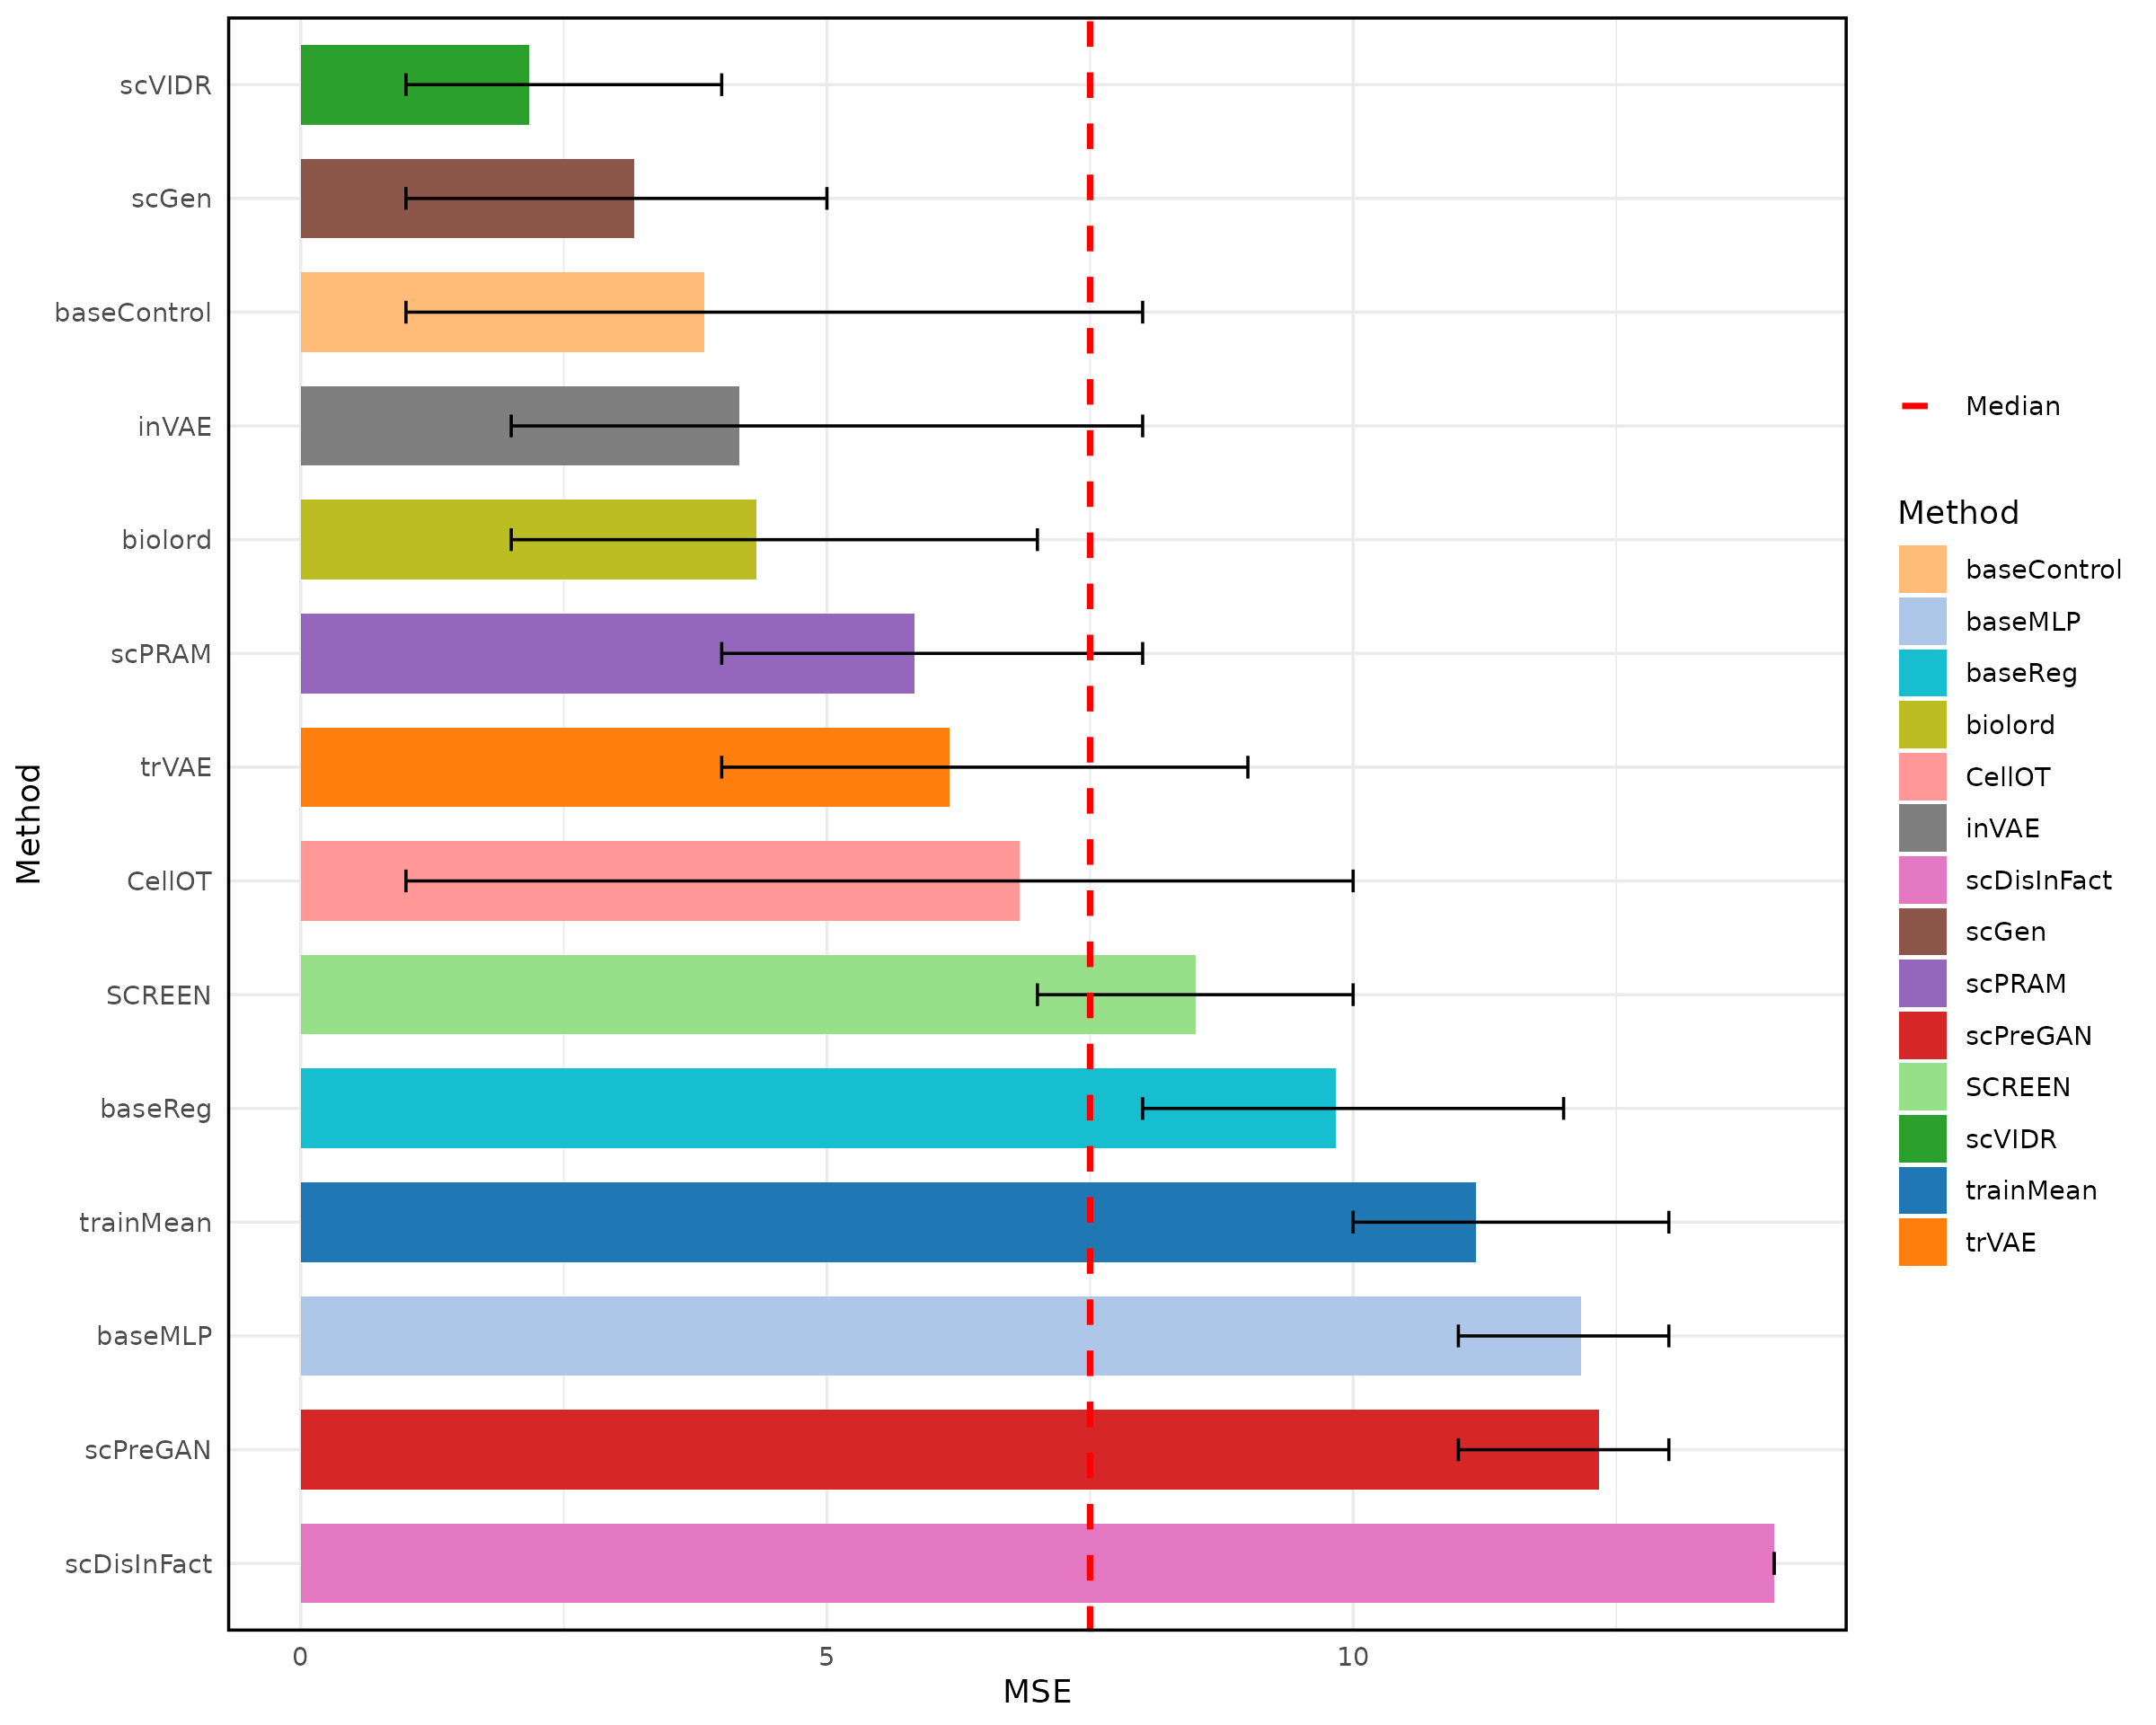 Method
scVIDR
scGen
baseControl
inVAE
biolord
scPRAM
trVAE
CellOT
SCREEN
baseReg
trainMean
baseMLP
scPreGAN
scDisInFact
0 5 10
MSE
Median
Method
baseControl
baseMLP
baseReg
biolord
CellOT
inVAE
scDisInFact
scGen
scPRAM
scPreGAN
SCREEN
scVIDR
trainMean
trVAE